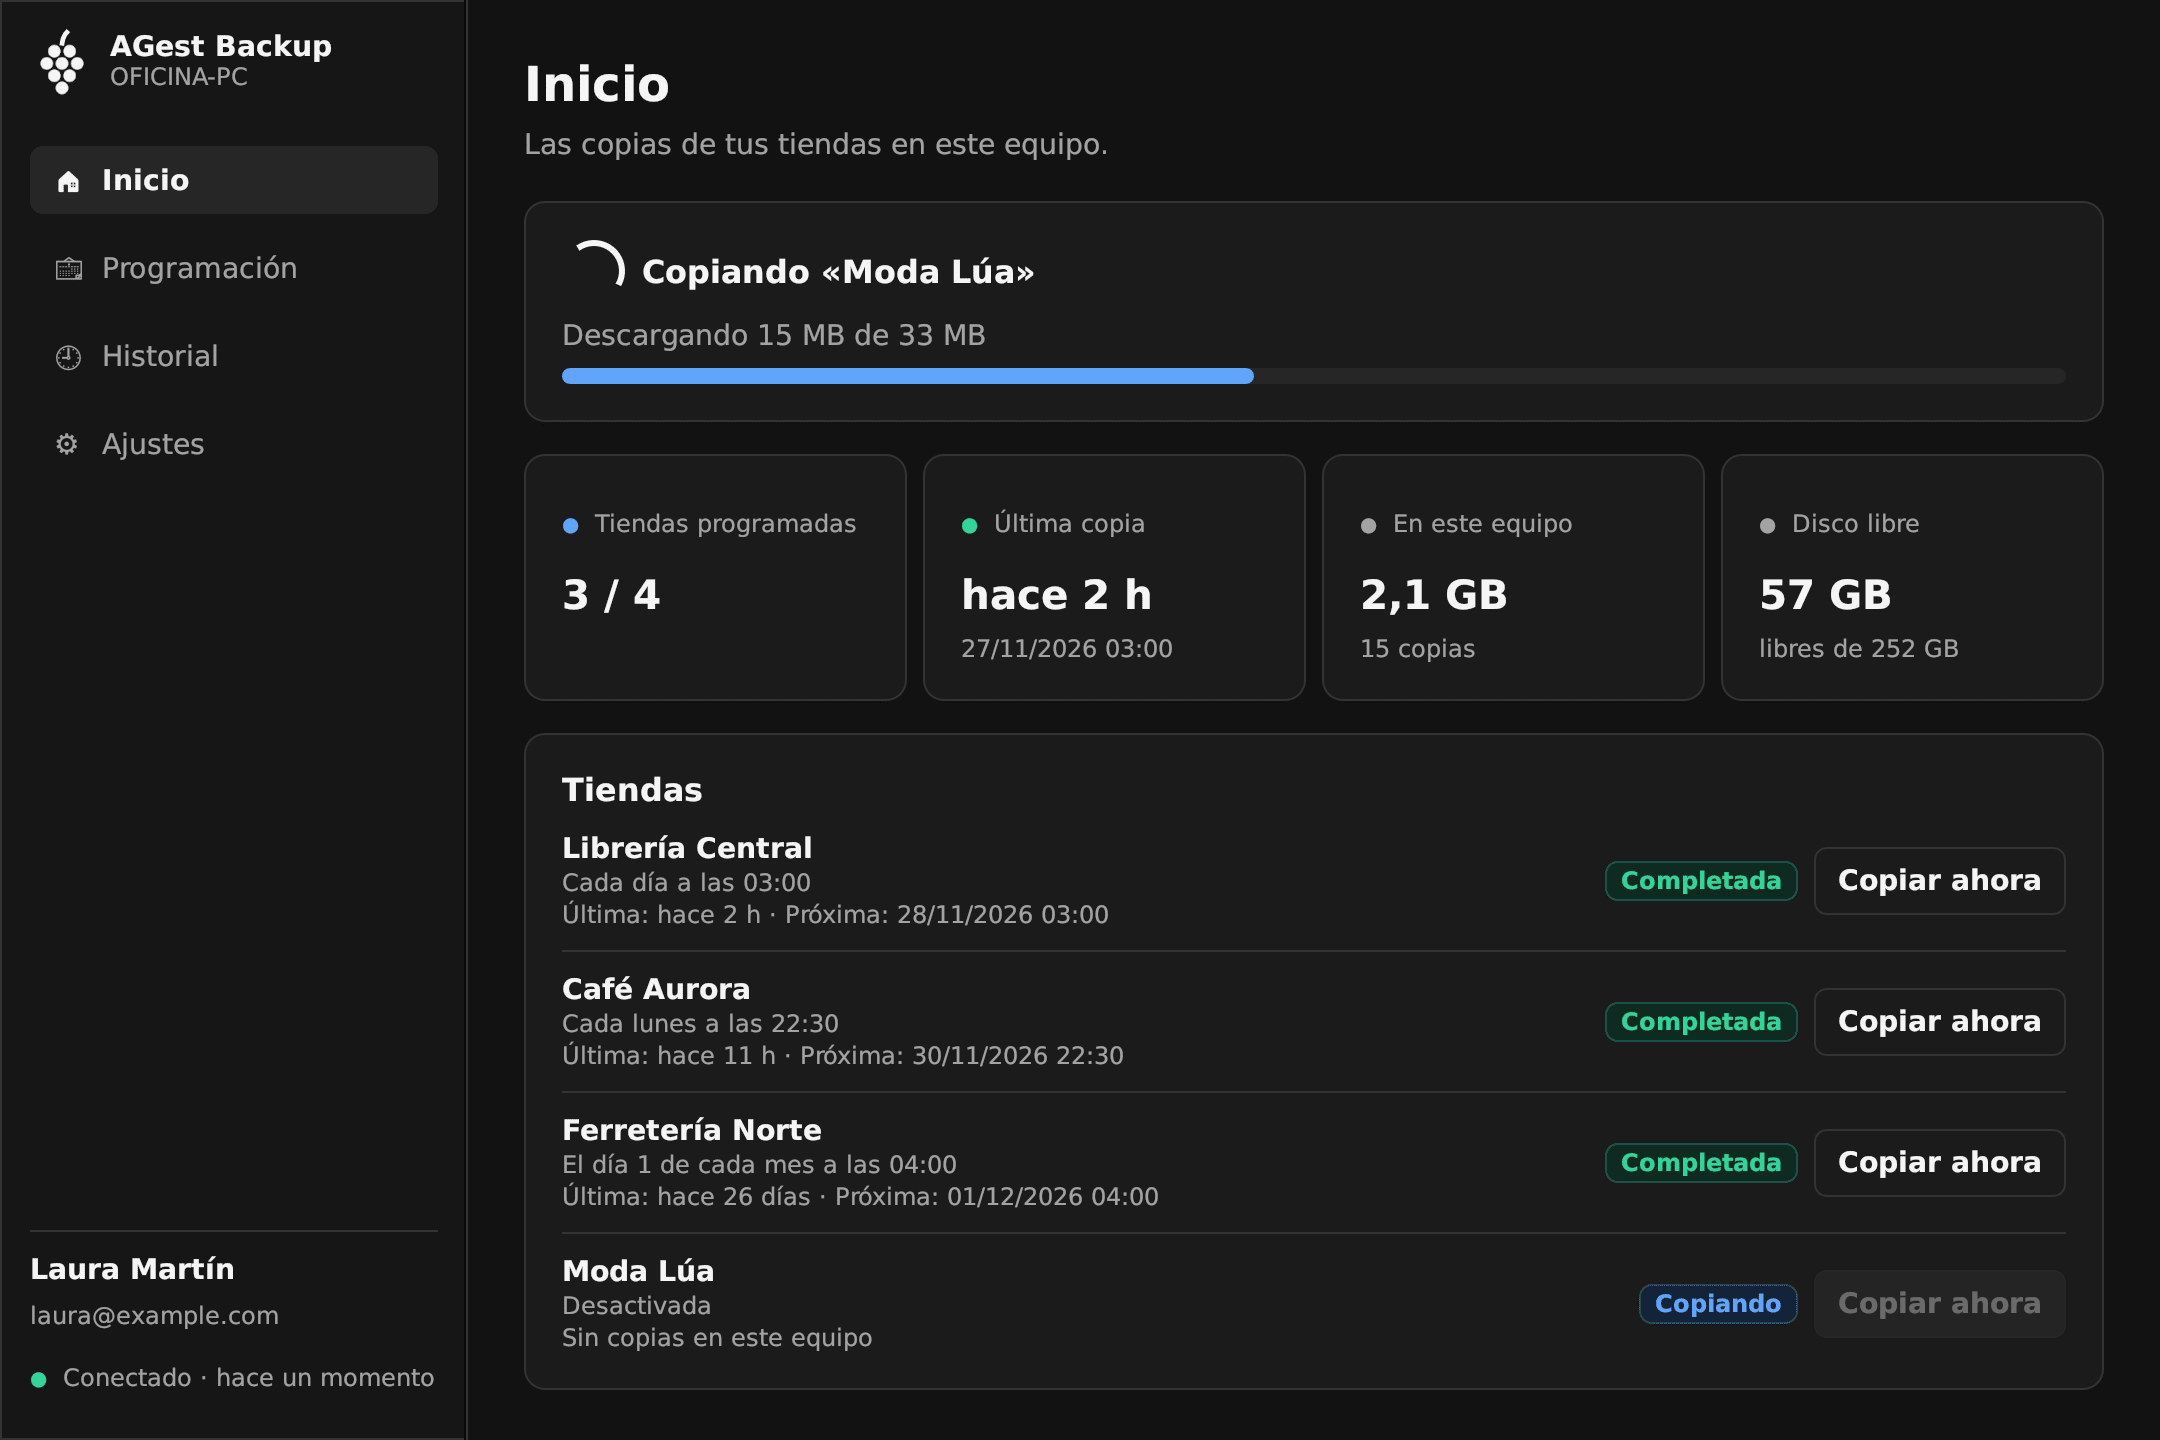 AGest Backup
OFICINA-PC
Inicio
Programación
Historial
Ajustes
Laura Martín
laura@example.com
Conectado · hace un momento
Inicio
Las copias de tus tiendas en este equipo.
Copiando «Moda Lúa»
Descargando 15 MB de 33 MB
Tiendas programadas
3 / 4
Última copia
hace 2 h
27/11/2026 03:00
En este equipo
2,1 GB
15 copias
Disco libre
57 GB
libres de 252 GB
Tiendas
Librería Central
Cada día a las 03:00
Última: hace 2 h · Próxima: 28/11/2026 03:00
Completada
Copiar ahora
Café Aurora
Cada lunes a las 22:30
Última: hace 11 h · Próxima: 30/11/2026 22:30
Completada
Copiar ahora
Ferretería Norte
El día 1 de cada mes a las 04:00
Última: hace 26 días · Próxima: 01/12/2026 04:00
Completada
Copiar ahora
Moda Lúa
Desactivada
Sin copias en este equipo
Copiando
Copiar ahora